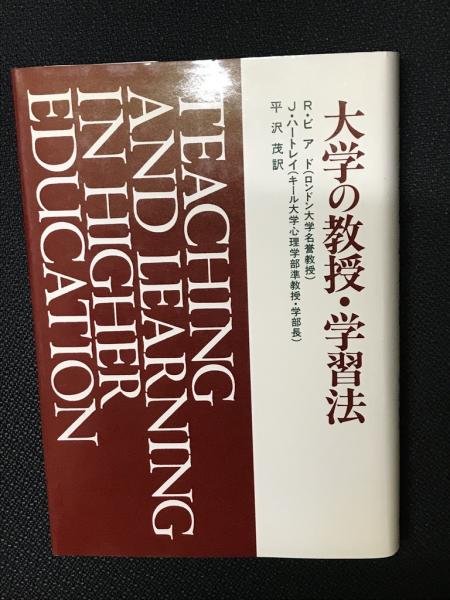 大学の教授・学習法
R・ビアド(ロンドン大学名誉教授)
J・ハートレイ(キール大学心理学部準教授・学部長)
平沢茂訳
TEACHING
AND LEARNING
IN HIGHER
EDUCATION